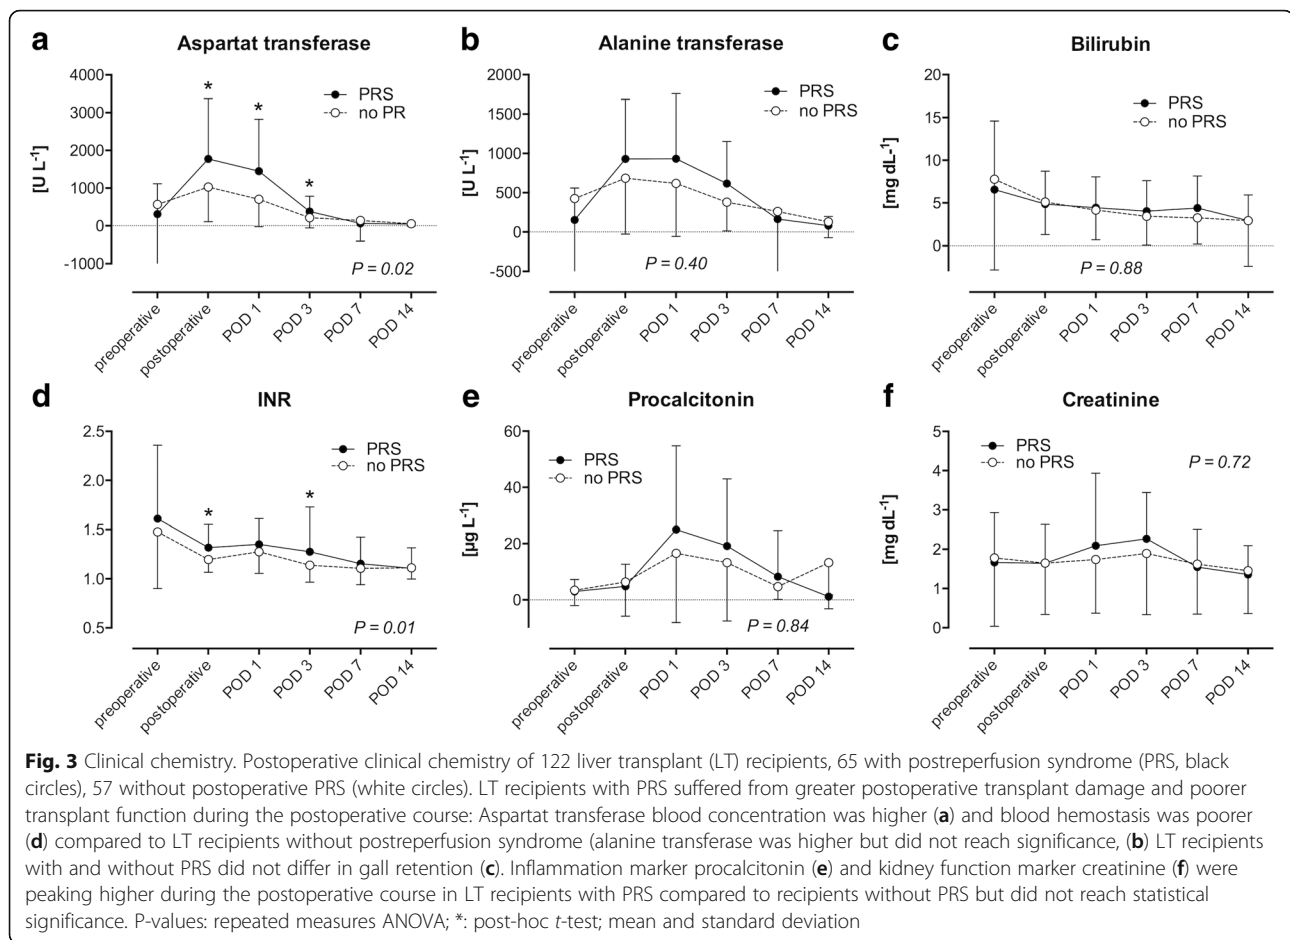 a
Aspartat transferase
4000
3000
2000
1000
0
-1000
[U L-1]
PRS
no PR
*
*
*
P = 0.02
preoperative
postoperative
POD 1
POD 3
POD 7
POD 14
b
Alanine transferase
2000
1500
1000
500
0
-500
[U L-1]
PRS
no PRS
P = 0.40
preoperative
postoperative
POD 1
POD 3
POD 7
POD 14
c
Bilirubin
20
15
10
5
0
[mg dL-1]
PRS
no PRS
P = 0.88
preoperative
postoperative
POD 1
POD 3
POD 7
POD 14
d
INR
2.5
2.0
1.5
1.0
0.5
PRS
no PRS
*
*
P = 0.01
preoperative
postoperative
POD 1
POD 3
POD 7
POD 14
e
Procalcitonin
60
40
20
0
[µg L-1]
PRS
no PRS
P = 0.84
preoperative
postoperative
POD 1
POD 3
POD 7
POD 14
f
Creatinine
5
4
3
2
1
0
[mg dL-1]
PRS
no PRS
P = 0.72
preoperative
postoperative
POD 1
POD 3
POD 7
POD 14
Fig. 3 Clinical chemistry. Postoperative clinical chemistry of 122 liver transplant (LT) recipients, 65 with postreperfusion syndrome (PRS, black
circles), 57 without postoperative PRS (white circles). LT recipients with PRS suffered from greater postoperative transplant damage and poorer
transplant function during the postoperative course: Aspartat transferase blood concentration was higher (a) and blood hemostasis was poorer
(d) compared to LT recipients without postreperfusion syndrome (alanine transferase was higher but did not reach significance, (b) LT recipients
with and without PRS did not differ in gall retention (c). Inflammation marker procalcitonin (e) and kidney function marker creatinine (f) were
peaking higher during the postoperative course in LT recipients with PRS compared to recipients without PRS but did not reach statistical
significance. P-values: repeated measures ANOVA; *: post-hoc t-test; mean and standard deviation